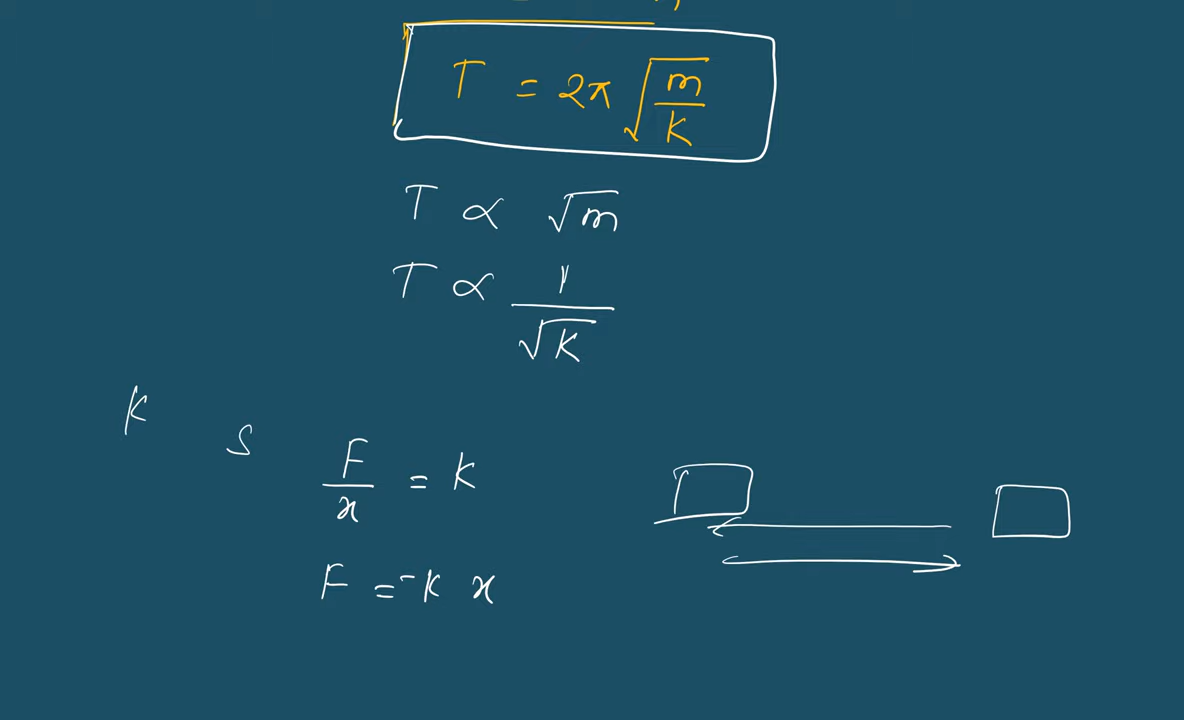 T = 2π √(m/K)
T ∝ √m
T ∝ 1/√K
K
S
F/x = K
F = -K x